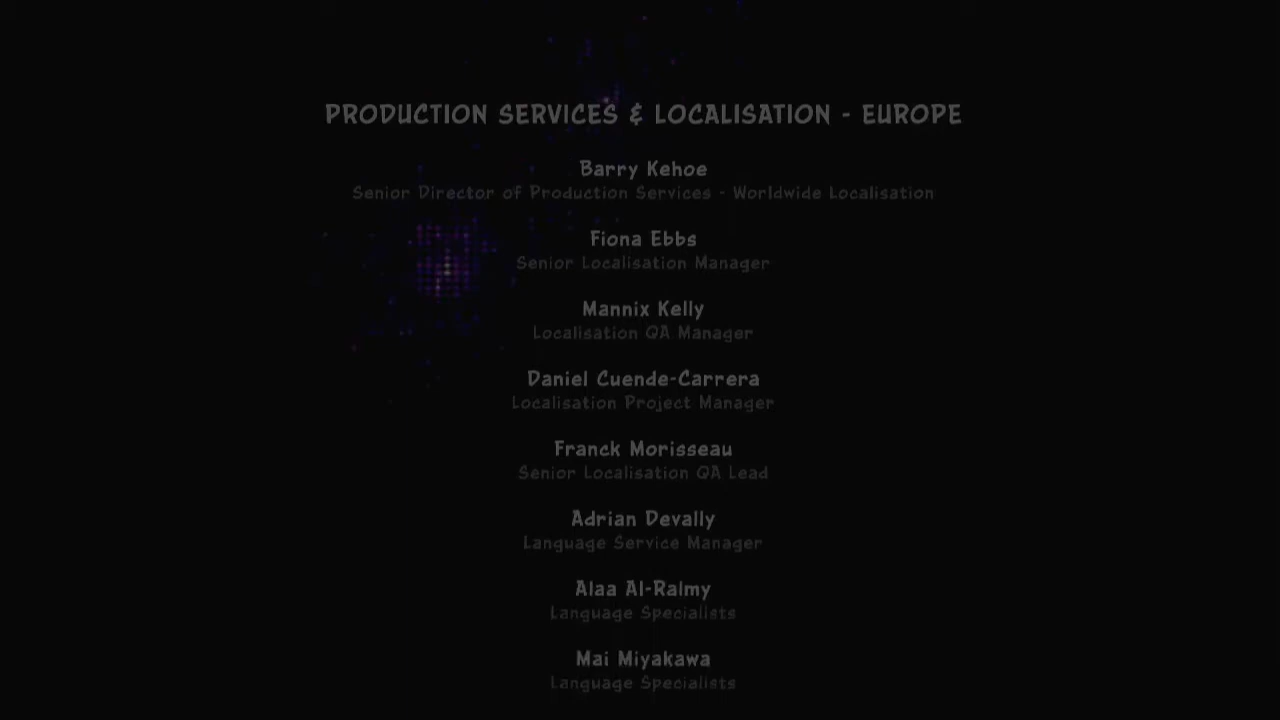 PRODUCTION SERVICES & LOCALISATION - EUROPE
Barry Kehoe
Senior Director of Production Services - Worldwide Localisation
Fiona Ebbs
Senior Localisation Manager
Mannix Kelly
Localisation QA Manager
Daniel Cuende-Carrera
Localisation Project Manager
Franck Morisseau
Senior Localisation QA Lead
Adrian Devally
Language Service Manager
Alaa Al-Ralmy
Language Specialists
Mai Miyakawa
Language Specialists